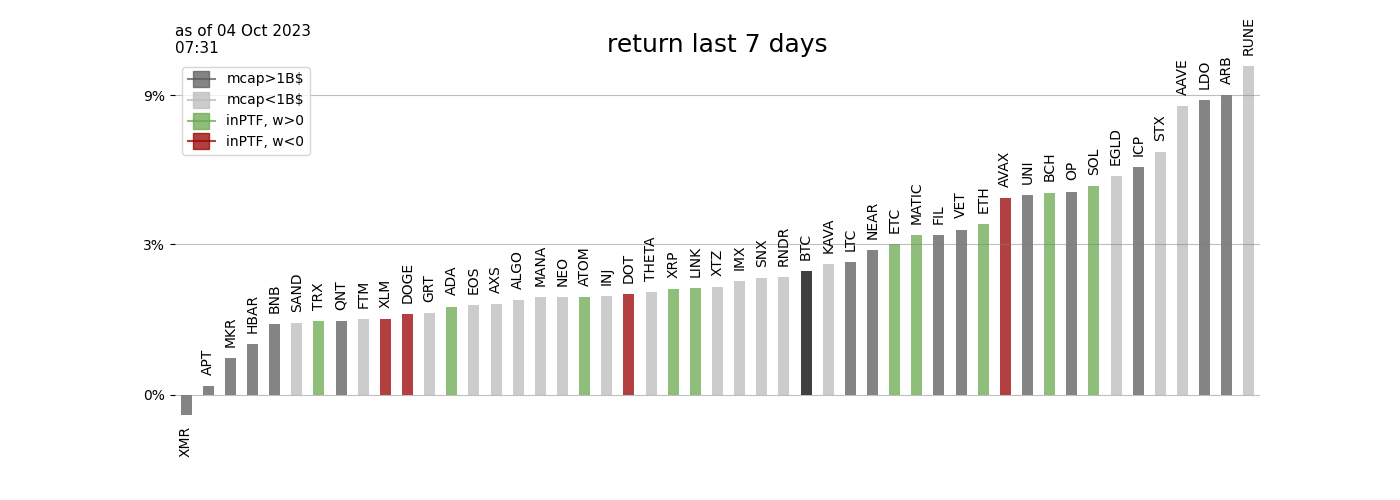 as of 04 Oct 2023
07:31
return last 7 days
mcap>1B$
mcap<1B$
inPTF, w>0
inPTF, w<0
9%
3%
0%
XMR
APT
MKR
HBAR
BNB
SAND
TRX
QNT
FTM
XLM
DOGE
GRT
ADA
EOS
AXS
ALGO
MANA
NEO
ATOM
INJ
DOT
THETA
XRP
LINK
XTZ
IMX
SNX
RNDR
BTC
KAVA
LTC
NEAR
ETC
MATIC
FIL
VET
ETH
AVAX
UNI
BCH
OP
SOL
EGLD
ICP
STX
AAVE
LDO
ARB
RUNE